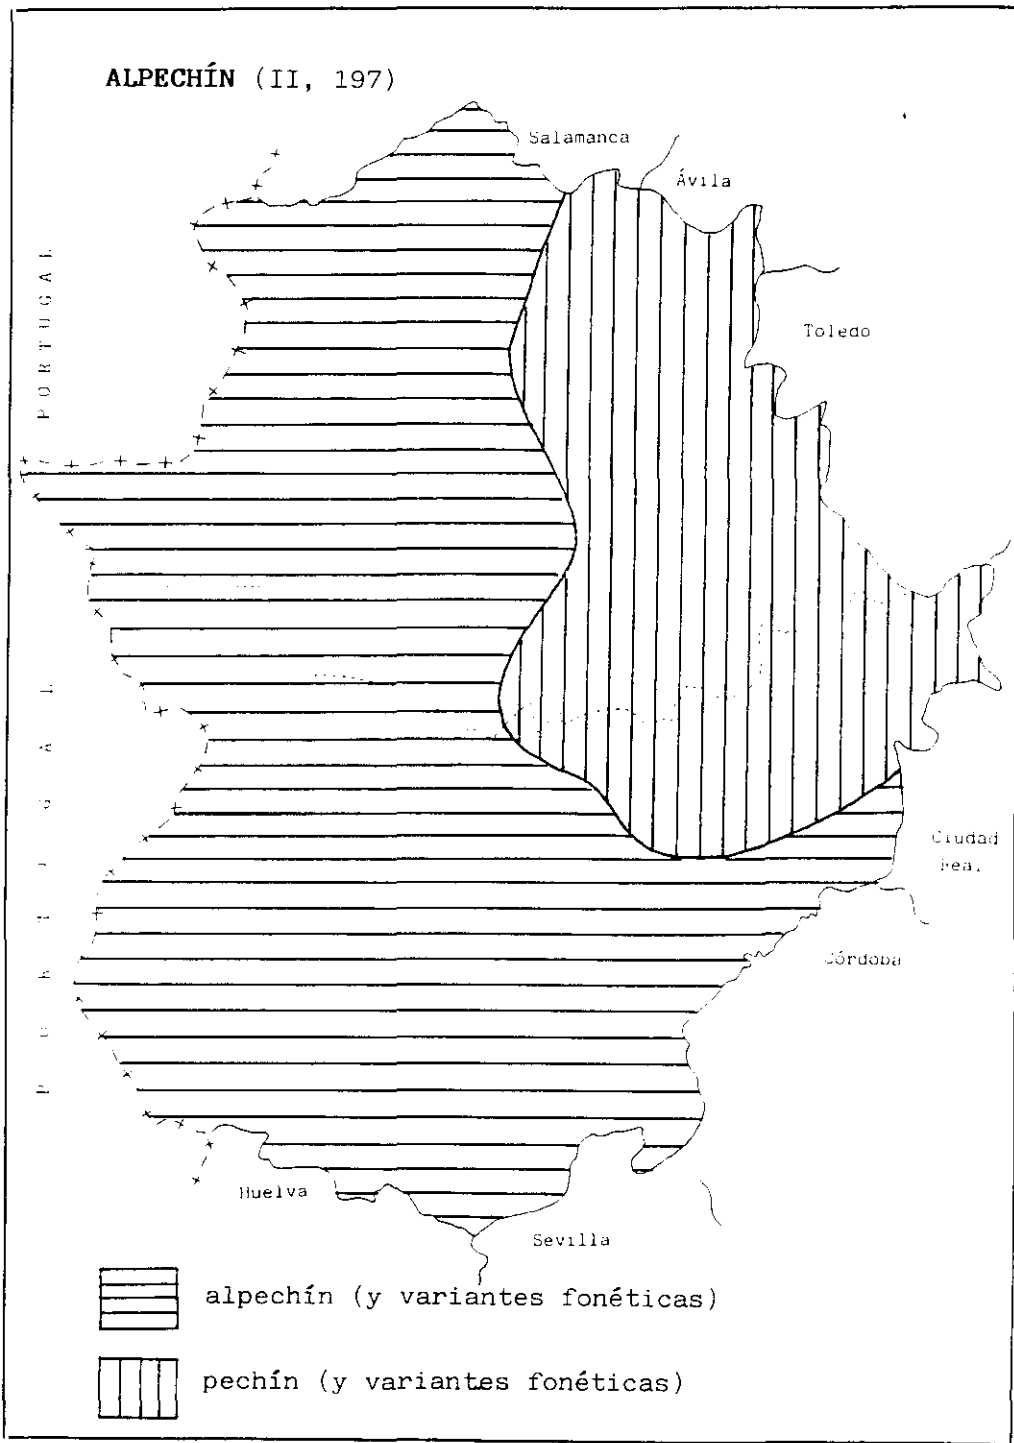 ALPECHÍN (II, 197)
Salamanca
Ávila
PORTUGAL
Toledo
Ciudad
Real
Córdoba
PORTUGAL
Huelva
Sevilla
alpechín (y variantes fonéticas)
pechín (y variantes fonéticas)